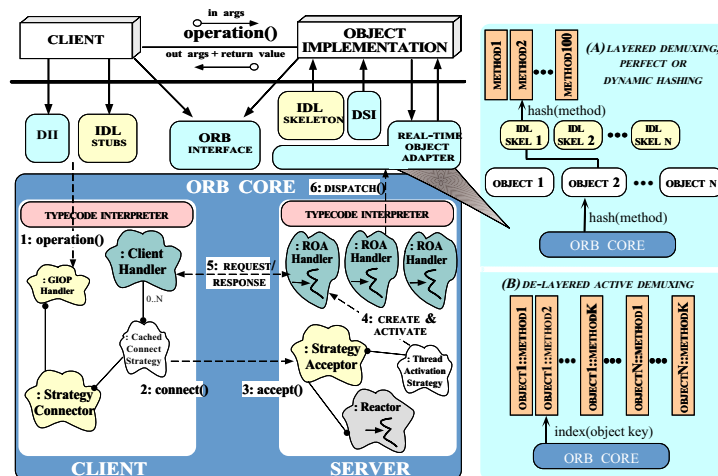 in args
CLIENT
operation()
OBJECT
IMPLEMENTATION
out args + return value
DII
IDL
STUBS
ORB
INTERFACE
IDL
SKELETON
DSI
REAL-TIME
OBJECT
ADAPTER
ORB CORE
6: DISPATCH()
TYPECODE INTERPRETER
TYPECODE INTERPRETER
1: operation()
: Client
Handler
: GIOP
Handler
0..N
5: REQUEST/
RESPONSE
: ROA
Handler
: ROA
Handler
: ROA
Handler
4: CREATE &
ACTIVATE
: Cached
Connect
Strategy
: Strategy
Connector
2: connect()
3: accept()
: Strategy
Acceptor
: Thread
Activation
Strategy
: Reactor
CLIENT
SERVER
(A) LAYERED DEMUXING,
PERFECT OR
DYNAMIC HASHING
METHOD1
METHOD2
METHOD100
hash(method)
IDL
SKEL 1
IDL
SKEL 2
IDL
SKEL N
OBJECT 1
OBJECT 2
OBJECT N
hash(method)
ORB CORE
(B) DE-LAYERED ACTIVE DEMUXING
OBJECT1::METHOD1
OBJECT1::METHOD2
OBJECT1::METHODK
OBJECTN::METHOD1
OBJECTN::METHODK
index(object key)
ORB CORE